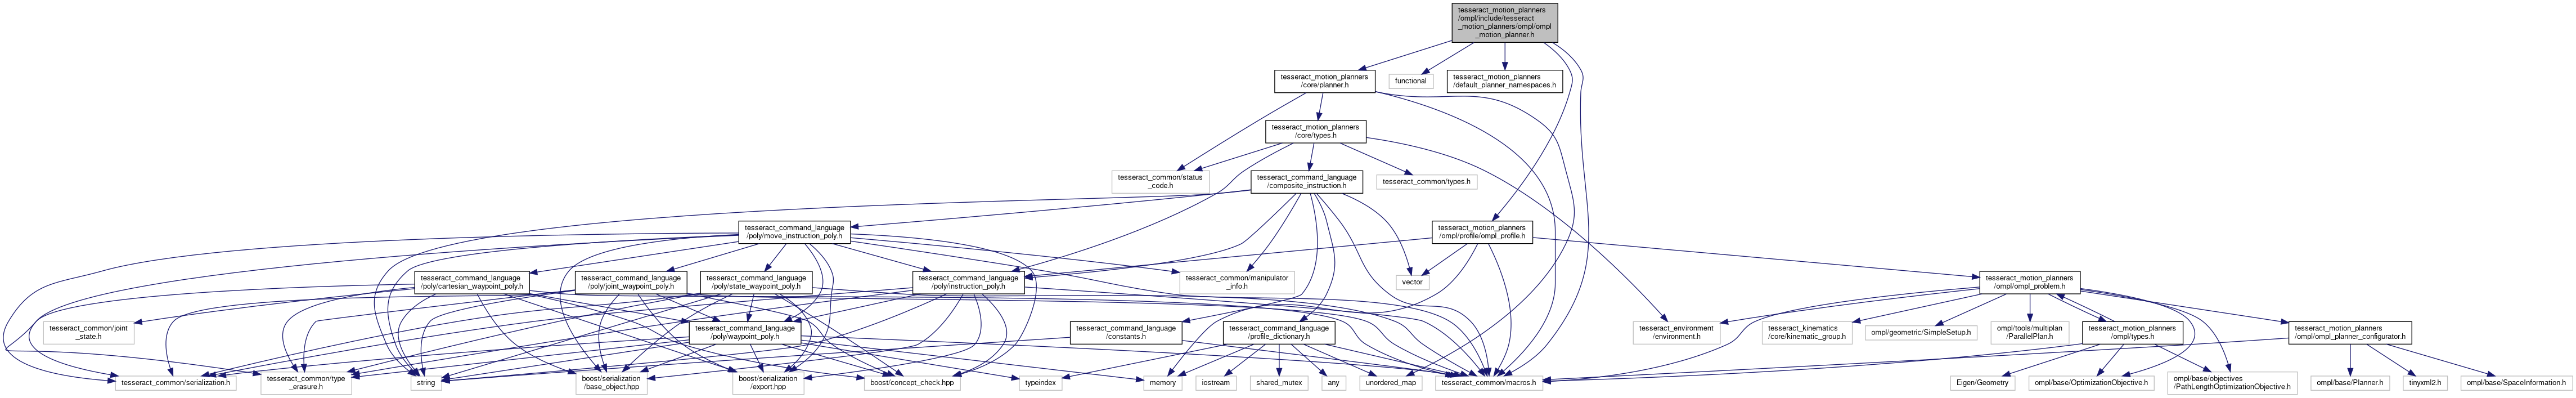 tesseract_motion_planners
/ompl/include/tesseract
_motion_planners/ompl/ompl
_motion_planner.h
tesseract_motion_planners
/core/planner.h
functional
tesseract_motion_planners
/default_planner_namespaces.h
tesseract_motion_planners
/core/types.h
tesseract_common/status
_code.h
tesseract_command_language
/composite_instruction.h
tesseract_common/types.h
tesseract_command_language
/poly/move_instruction_poly.h
tesseract_motion_planners
/ompl/profile/ompl_profile.h
tesseract_command_language
/poly/cartesian_waypoint_poly.h
tesseract_command_language
/poly/joint_waypoint_poly.h
tesseract_command_language
/poly/state_waypoint_poly.h
tesseract_command_language
/poly/instruction_poly.h
tesseract_common/manipulator
_info.h
vector
tesseract_motion_planners
/ompl/ompl_problem.h
tesseract_common/joint
_state.h
tesseract_command_language
/poly/waypoint_poly.h
tesseract_command_language
/constants.h
tesseract_command_language
/profile_dictionary.h
tesseract_environment
/environment.h
tesseract_kinematics
/core/kinematic_group.h
ompl/geometric/SimpleSetup.h
ompl/tools/multiplan
/ParallelPlan.h
tesseract_motion_planners
/ompl/types.h
tesseract_motion_planners
/ompl/ompl_planner_configurator.h
tesseract_common/serialization.h
tesseract_common/type
_erasure.h
string
boost/serialization
/base_object.hpp
boost/serialization
/export.hpp
boost/concept_check.hpp
typeindex
memory
iostream
shared_mutex
any
unordered_map
tesseract_common/macros.h
Eigen/Geometry
ompl/base/OptimizationObjective.h
ompl/base/objectives
/PathLengthOptimizationObjective.h
ompl/base/Planner.h
tinyxml2.h
ompl/base/SpaceInformation.h